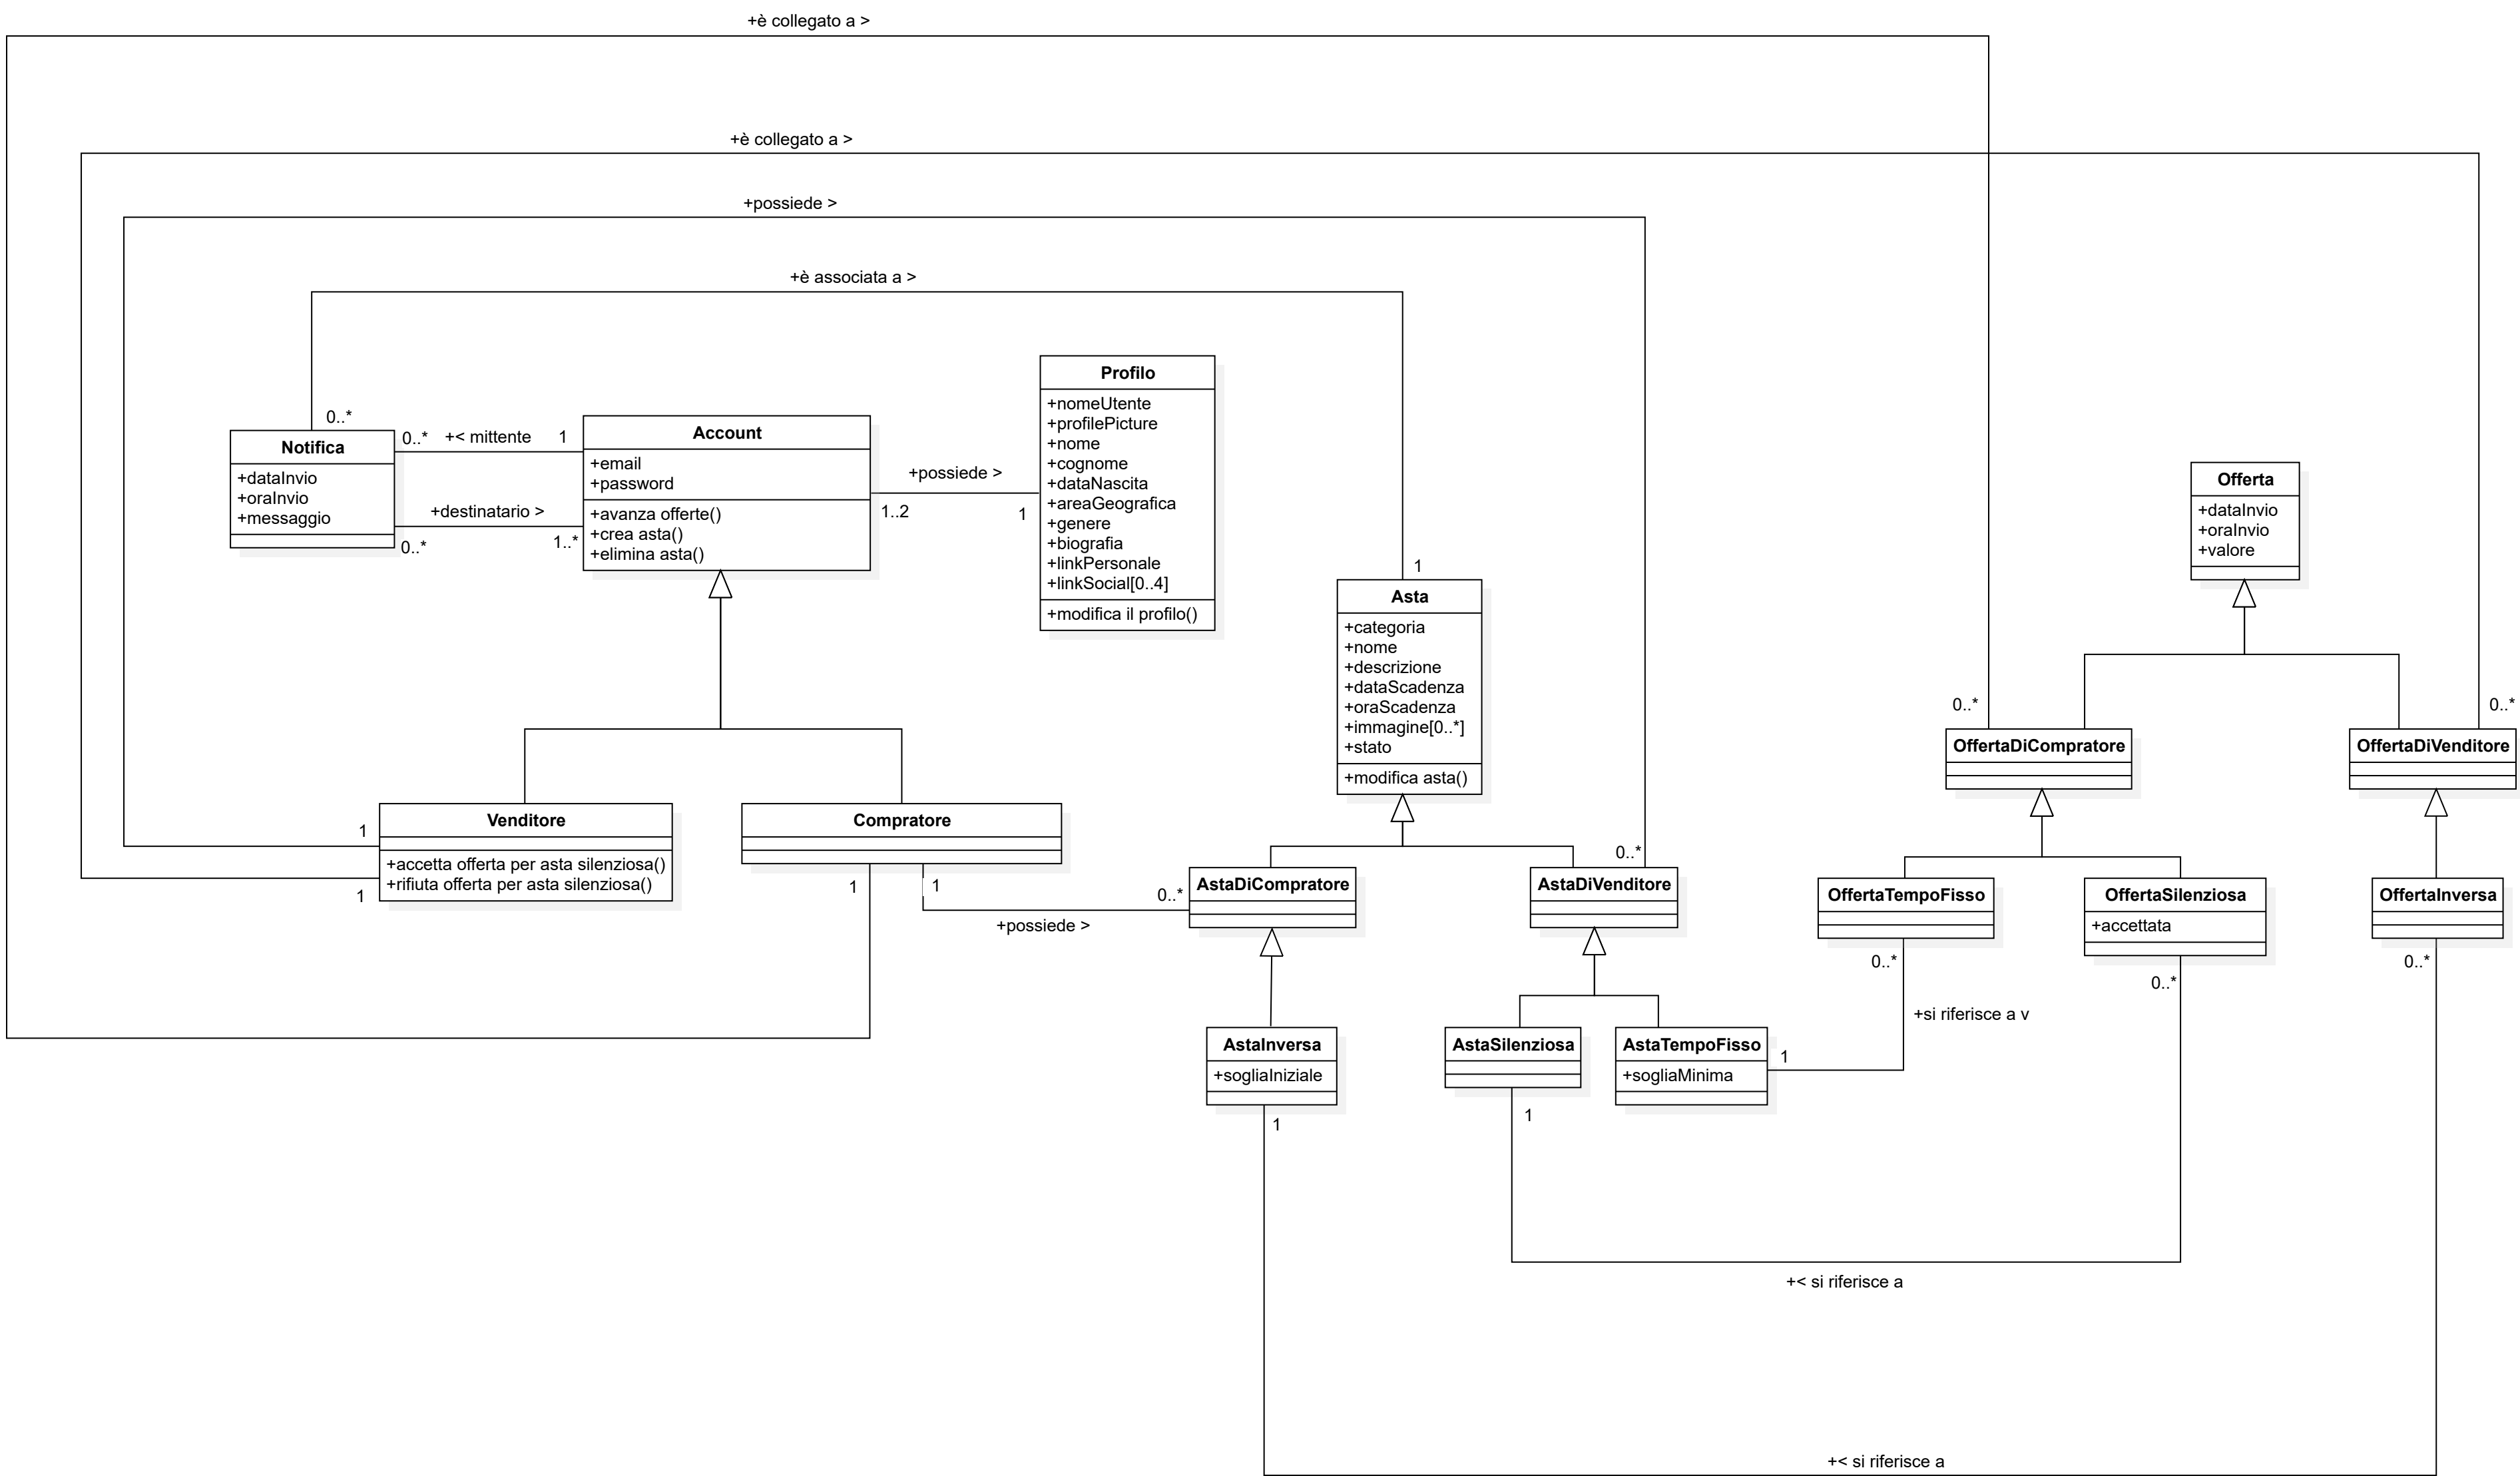 +è collegato a >
+è collegato a >
+possiede >
+è associata a >
0..*
Notifica
+dataInvio
+oraInvio
+messaggio
0..*
+< mittente
1
+destinatario >
0..*
1..*
Account
+email
+password
+avanza offerte()
+crea asta()
+elimina asta()
+possiede >
1..2
1
Profilo
+nomeUtente
+profilePicture
+nome
+cognome
+dataNascita
+areaGeografica
+genere
+biografia
+linkPersonale
+linkSocial[0..4]
+modifica il profilo()
1
Asta
+categoria
+nome
+descrizione
+dataScadenza
+oraScadenza
+immagine[0..*]
+stato
+modifica asta()
Offerta
+dataInvio
+oraInvio
+valore
0..*
OffertaDiCompratore
0..*
OffertaDiVenditore
1
1
Venditore
+accetta offerta per asta silenziosa()
+rifiuta offerta per asta silenziosa()
Compratore
1
1
+possiede >
0..*
AstaDiCompratore
0..*
AstaDiVenditore
OffertaTempoFisso
0..*
OffertaSilenziosa
+accettata
0..*
OffertaInversa
0..*
+si riferisce a v
AstaInversa
+sogliaIniziale
1
AstaSilenziosa
1
AstaTempoFisso
+sogliaMinima
1
+< si riferisce a
+< si riferisce a